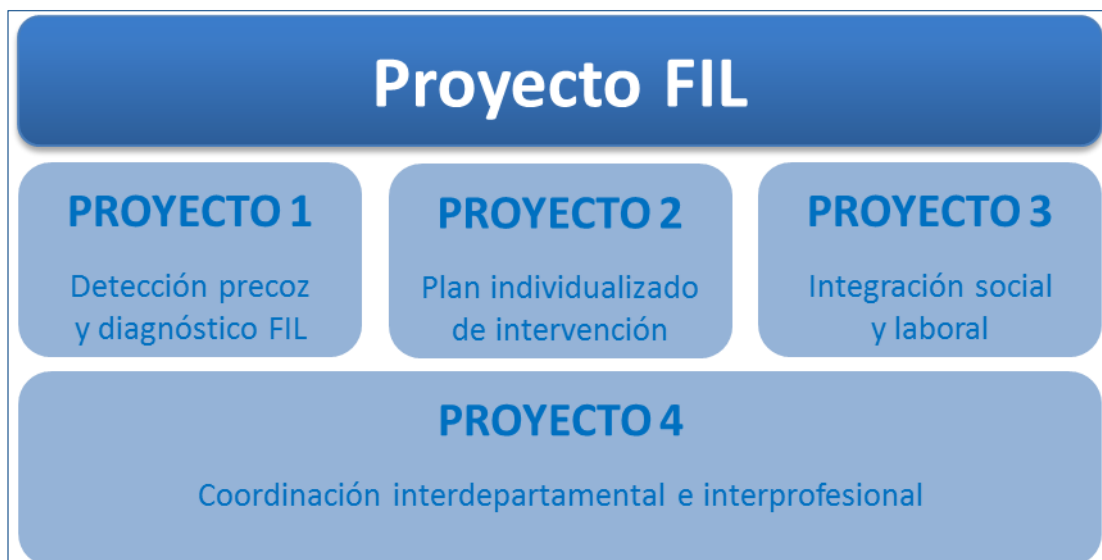 Proyecto FIL
PROYECTO 1
Detección precoz
y diagnóstico FIL
PROYECTO 2
Plan individualizado
de intervención
PROYECTO 3
Integración social
y laboral
PROYECTO 4
Coordinación interdepartamental e interprofesional